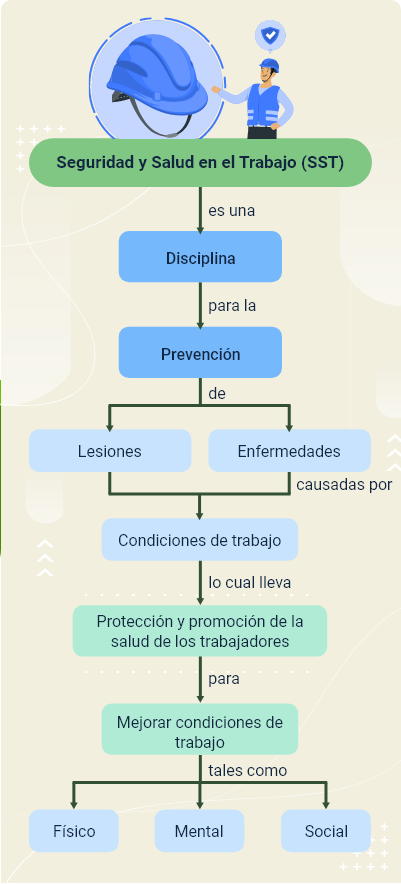 Seguridad y Salud en el Trabajo (SST)
es una
Disciplina
para la
Prevención
de
Lesiones
Enfermedades
causadas por
Condiciones de trabajo
lo cual lleva
Protección y promoción de la
salud de los trabajadores
para
Mejorar condiciones de
trabajo
tales como
Físico
Mental
Social